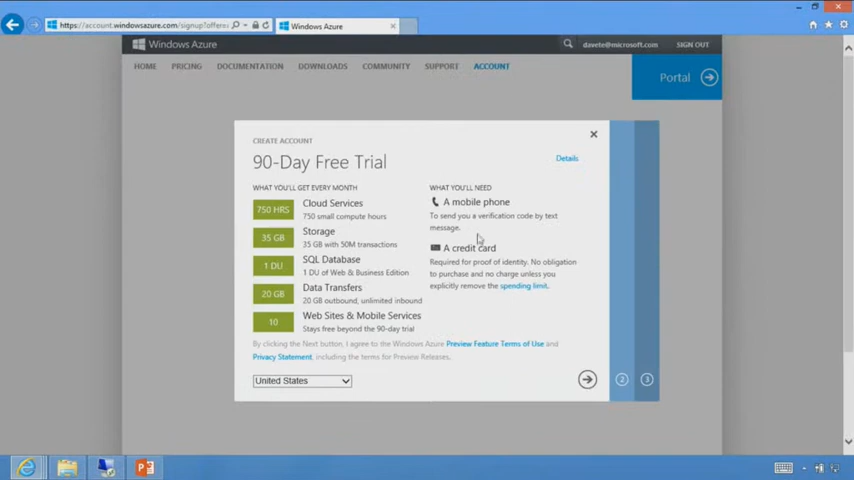 https://account.windowsazure.com/signup?offer=
Windows Azure
Windows Azure
davete@microsoft.com
SIGN OUT
HOME
PRICING
DOCUMENTATION
DOWNLOADS
COMMUNITY
SUPPORT
ACCOUNT
Portal
CREATE ACCOUNT
90-Day Free Trial
Details
WHAT YOU'LL GET EVERY MONTH
750 HRS
Cloud Services
750 small compute hours
35 GB
Storage
35 GB with 50M transactions
1 DU
SQL Database
1 DU of Web & Business Edition
20 GB
Data Transfers
20 GB outbound, unlimited inbound
10
Web Sites & Mobile Services
Stays free beyond the 90-day trial
WHAT YOU'LL NEED
A mobile phone
To send you a verification code by text
message.
A credit card
Required for proof of identity. No obligation
to purchase and no charge unless you
explicitly remove the spending limit.
By clicking the Next button, I agree to the Windows Azure Preview Feature Terms of Use and
Privacy Statement, including the terms for Preview Releases.
United States
2
3